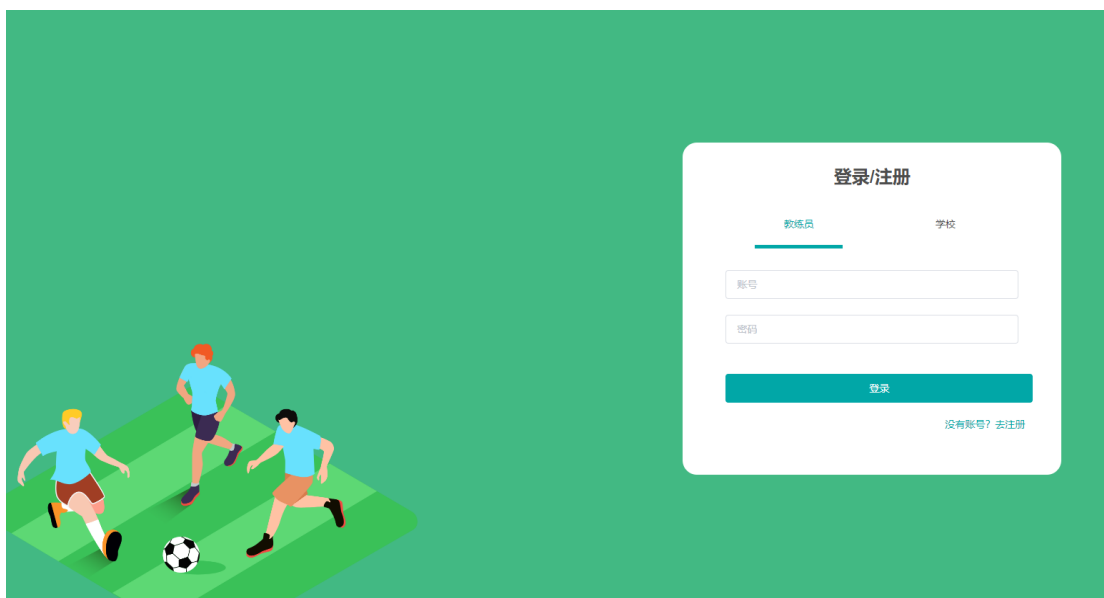 登录/注册
教练员 学校
账号
密码
登录
没有账号？去注册